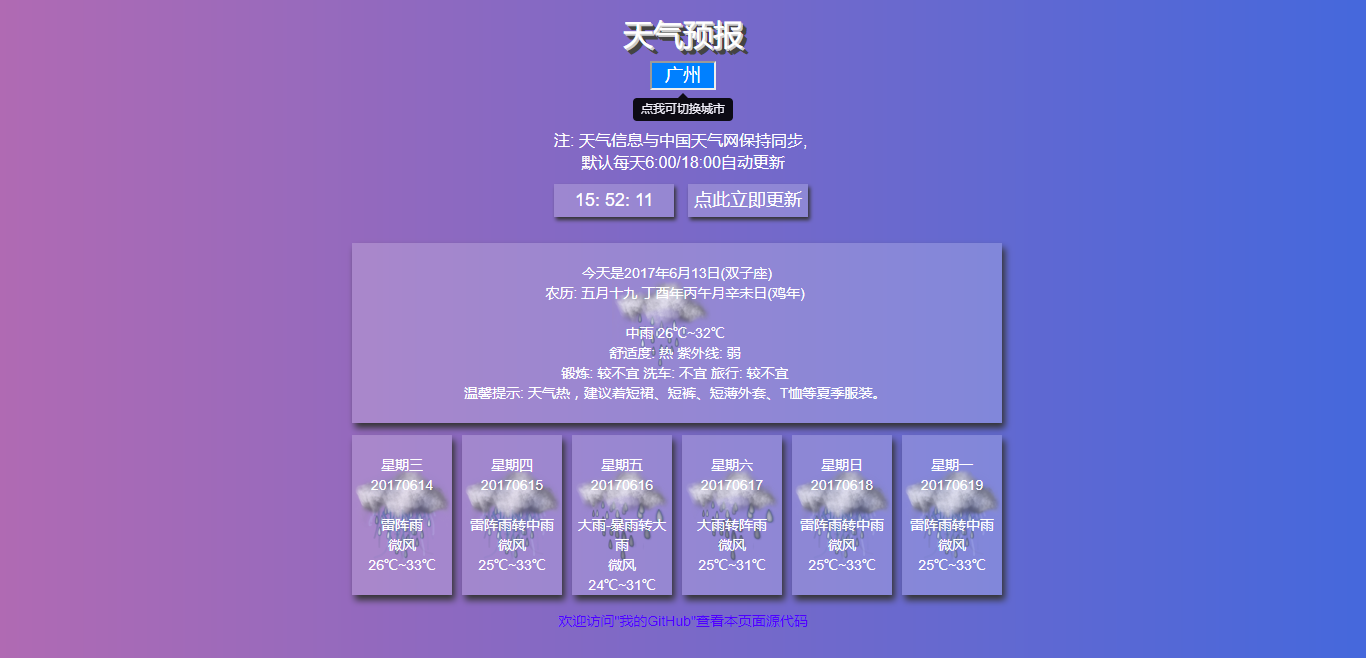 天气预报
广州
点我可切换城市
注: 天气信息与中国天气网保持同步,
默认每天6:00/18:00自动更新
15: 52: 11
点此立即更新
今天是2017年6月13日(双子座)
农历: 五月十九 丁酉年丙午月辛未日(鸡年)
中雨 26℃~32℃
舒适度: 热 紫外线: 弱
锻炼: 较不宜 洗车: 不宜 旅行: 较不宜
温馨提示: 天气热，建议着短裙、短裤、短薄外套、T恤等夏季服装。
星期三
20170614
雷阵雨
微风
26℃~33℃
星期四
20170615
雷阵雨转中雨
微风
25℃~33℃
星期五
20170616
大雨-暴雨转大
雨
微风
24℃~31℃
星期六
20170617
大雨转阵雨
微风
25℃~31℃
星期日
20170618
雷阵雨转中雨
微风
25℃~33℃
星期一
20170619
雷阵雨转中雨
微风
25℃~33℃
欢迎访问"我的GitHub"查看本页面源代码